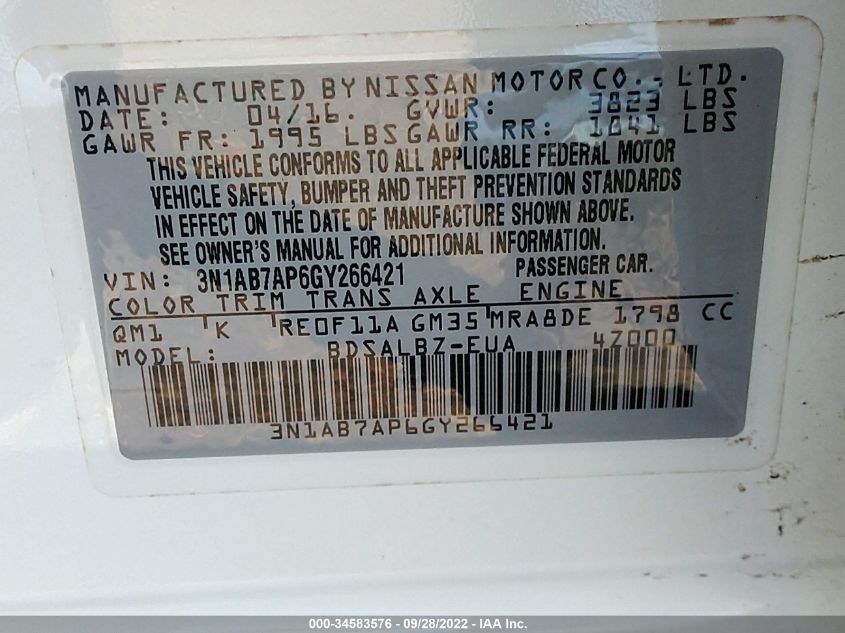 MANUFACTURED BY NISSAN MOTOR CO., LTD.
DATE: 04/16. GVWR: 3823 LBS
GAWR FR: 1995 LBS GAWR RR: 1841 LBS
THIS VEHICLE CONFORMS TO ALL APPLICABLE FEDERAL MOTOR
VEHICLE SAFETY, BUMPER AND THEFT PREVENTION STANDARDS
IN EFFECT ON THE DATE OF MANUFACTURE SHOWN ABOVE.
SEE OWNER'S MANUAL FOR ADDITIONAL INFORMATION.
VIN: 3N1AB7AP6GY266421 PASSENGER CAR.
COLOR TRIM TRANS AXLE ENGINE
QM1 K RE0F11A GM35 MRA8DE 1798 CC
MODEL: BDSALBZ-EUA 47000
3N1AB7AP6GY266421
000-34583576 - 09/28/2022 - IAA Inc.